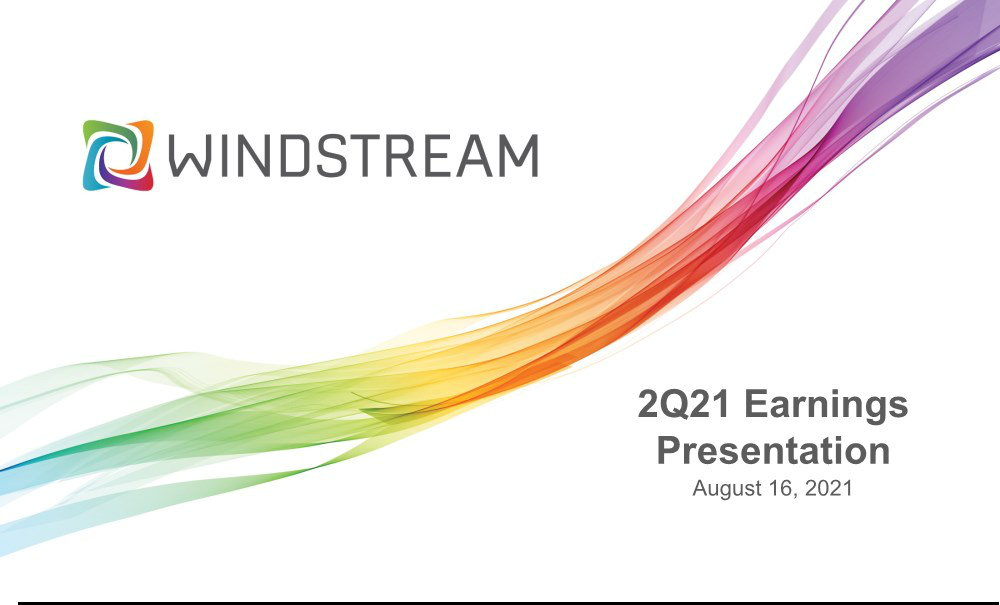 WINDSTREAM
2Q21 Earnings
Presentation
August 16, 2021